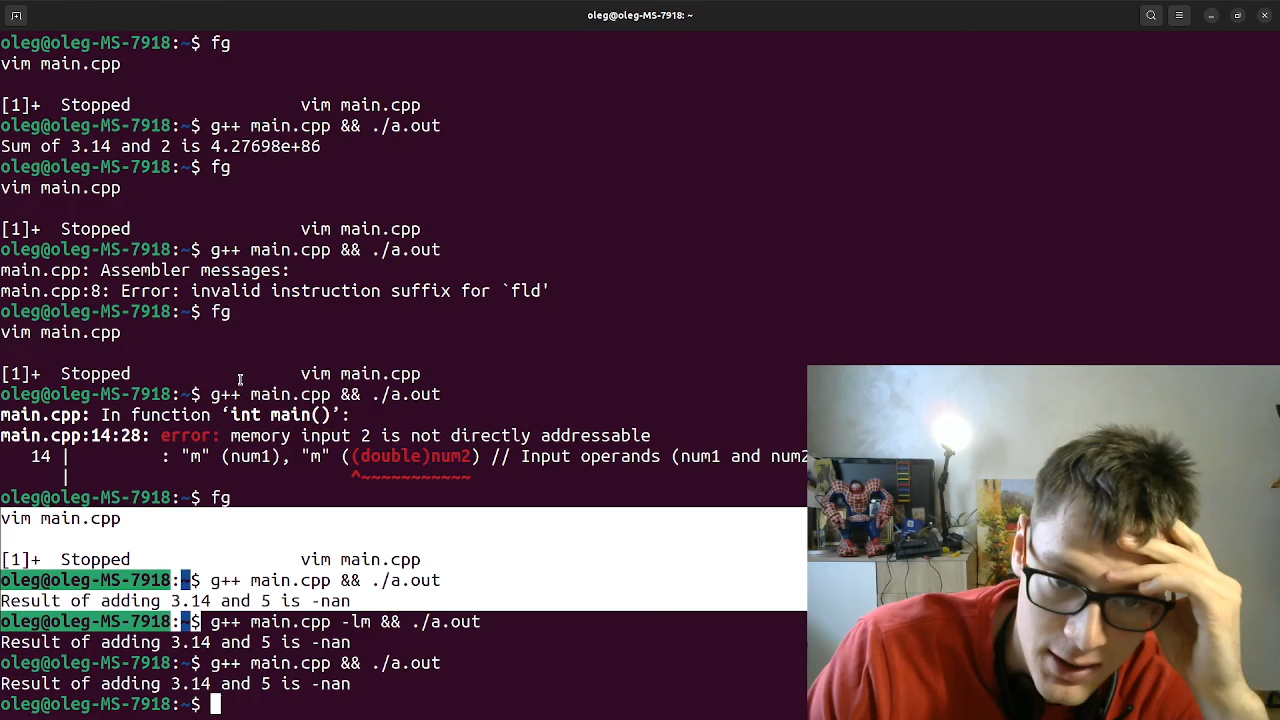 oleg@oleg-MS-7918: ~
oleg@oleg-MS-7918:~$ fg
vim main.cpp
[1]+  Stopped                 vim main.cpp
oleg@oleg-MS-7918:~$ g++ main.cpp && ./a.out
Sum of 3.14 and 2 is 4.27698e+86
oleg@oleg-MS-7918:~$ fg
vim main.cpp
[1]+  Stopped                 vim main.cpp
oleg@oleg-MS-7918:~$ g++ main.cpp && ./a.out
main.cpp: Assembler messages:
main.cpp:8: Error: invalid instruction suffix for `fld'
oleg@oleg-MS-7918:~$ fg
vim main.cpp
[1]+  Stopped                 vim main.cpp
oleg@oleg-MS-7918:~$ g++ main.cpp && ./a.out
main.cpp: In function ‘int main()’:
main.cpp:14:28: error: memory input 2 is not directly addressable
   14 |         : "m" (num1), "m" ((double)num2) // Input operands (num1 and num2
      |                            ^~~~~~~~~~~~
oleg@oleg-MS-7918:~$ fg
vim main.cpp
[1]+  Stopped                 vim main.cpp
oleg@oleg-MS-7918:~$ g++ main.cpp && ./a.out
Result of adding 3.14 and 5 is -nan
oleg@oleg-MS-7918:~$ g++ main.cpp -lm && ./a.out
Result of adding 3.14 and 5 is -nan
oleg@oleg-MS-7918:~$ g++ main.cpp && ./a.out
Result of adding 3.14 and 5 is -nan
oleg@oleg-MS-7918:~$